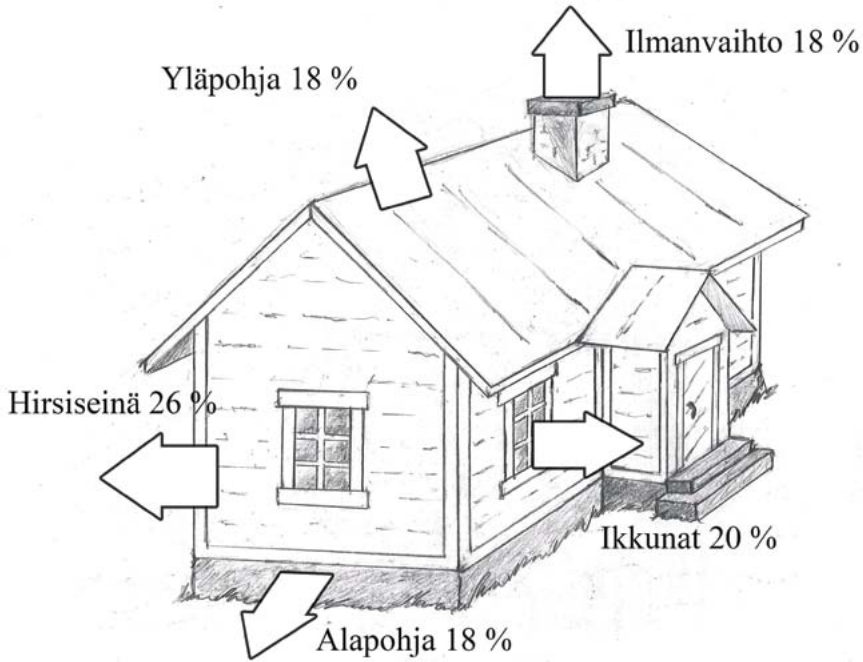 Ilmanvaihto 18 %
Yläpohja 18 %
Hirsiseinä 26 %
Ikkunat 20 %
Alapohja 18 %